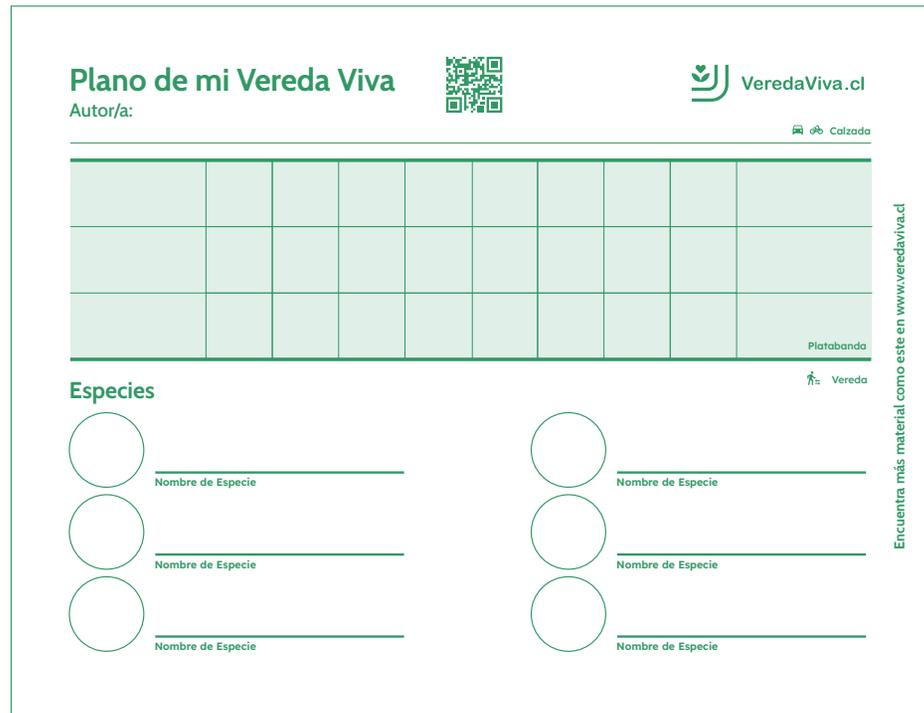 Plano de mi Vereda Viva
Autor/a:
VeredaViva.cl
Calzada
Platabanda
Vereda
Especies
Nombre de Especie
Nombre de Especie
Nombre de Especie
Nombre de Especie
Nombre de Especie
Nombre de Especie
Encuentra más material como este en www.veredaviva.cl